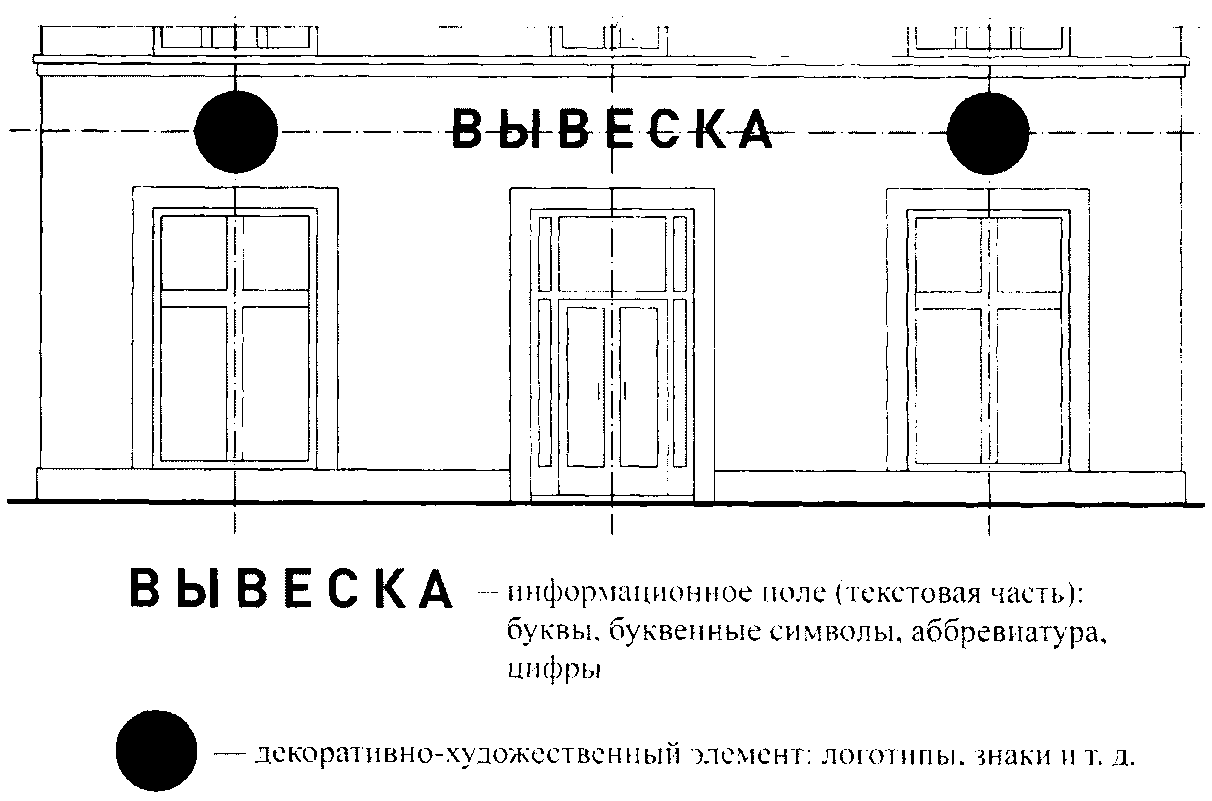 ВЫВЕСКА
ВЫВЕСКА — информационное поле (текстовая часть):
буквы, буквенные символы, аббревиатура,
цифры
— декоративно-художественный элемент: логотипы, знаки и т. д.